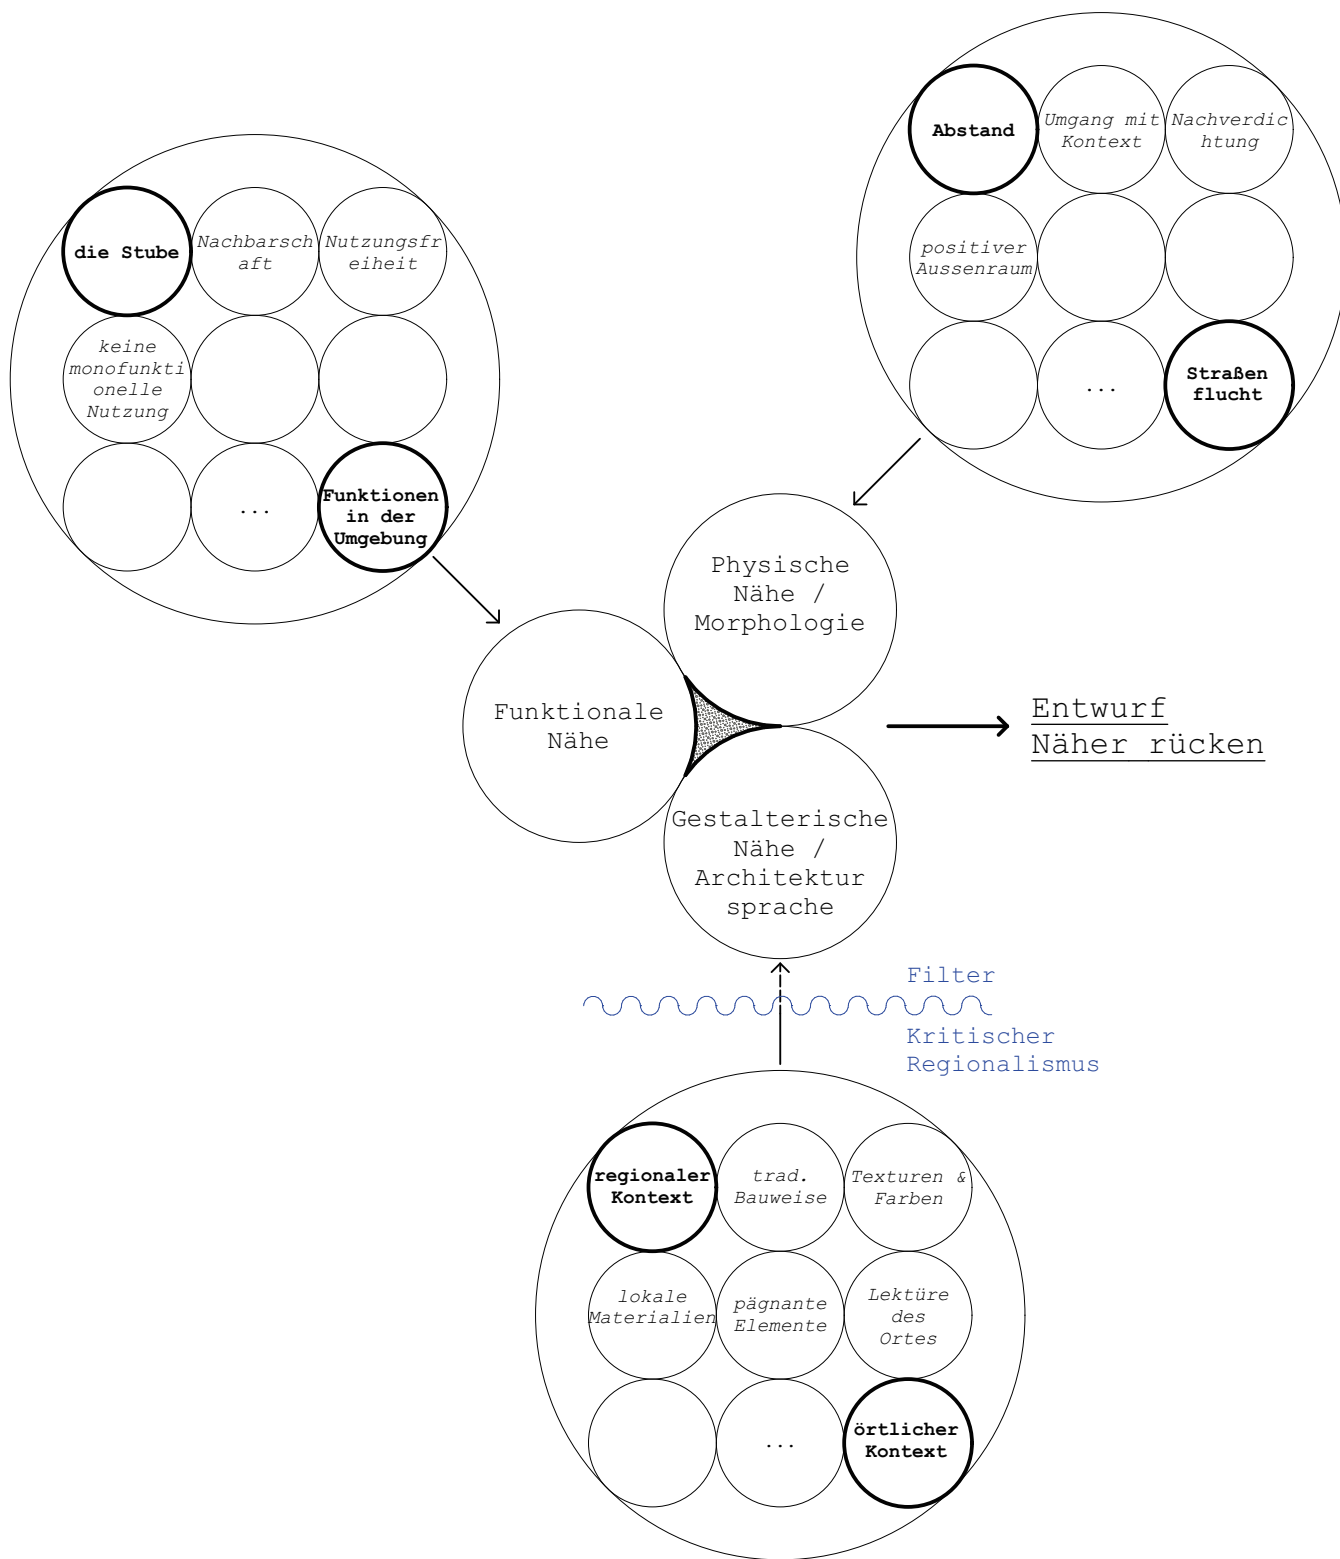 Abstand
Umgang mit
Kontext
Nachverdic
htung
positiver
Aussenraum
...
Straßen
flucht
die Stube
Nachbarsch
aft
Nutzungsfr
eiheit
keine
monofunkti
onelle
Nutzung
...
Funktionen
in der
Umgebung
Physische
Nähe /
Morphologie
Funktionale
Nähe
Entwurf
Näher rücken
Gestalterische
Nähe /
Architektur
sprache
Filter
Kritischer
Regionalismus
regionaler
Kontext
trad.
Bauweise
Texturen &
Farben
lokale
Materialien
pägnante
Elemente
Lektüre
des
Ortes
...
örtlicher
Kontext